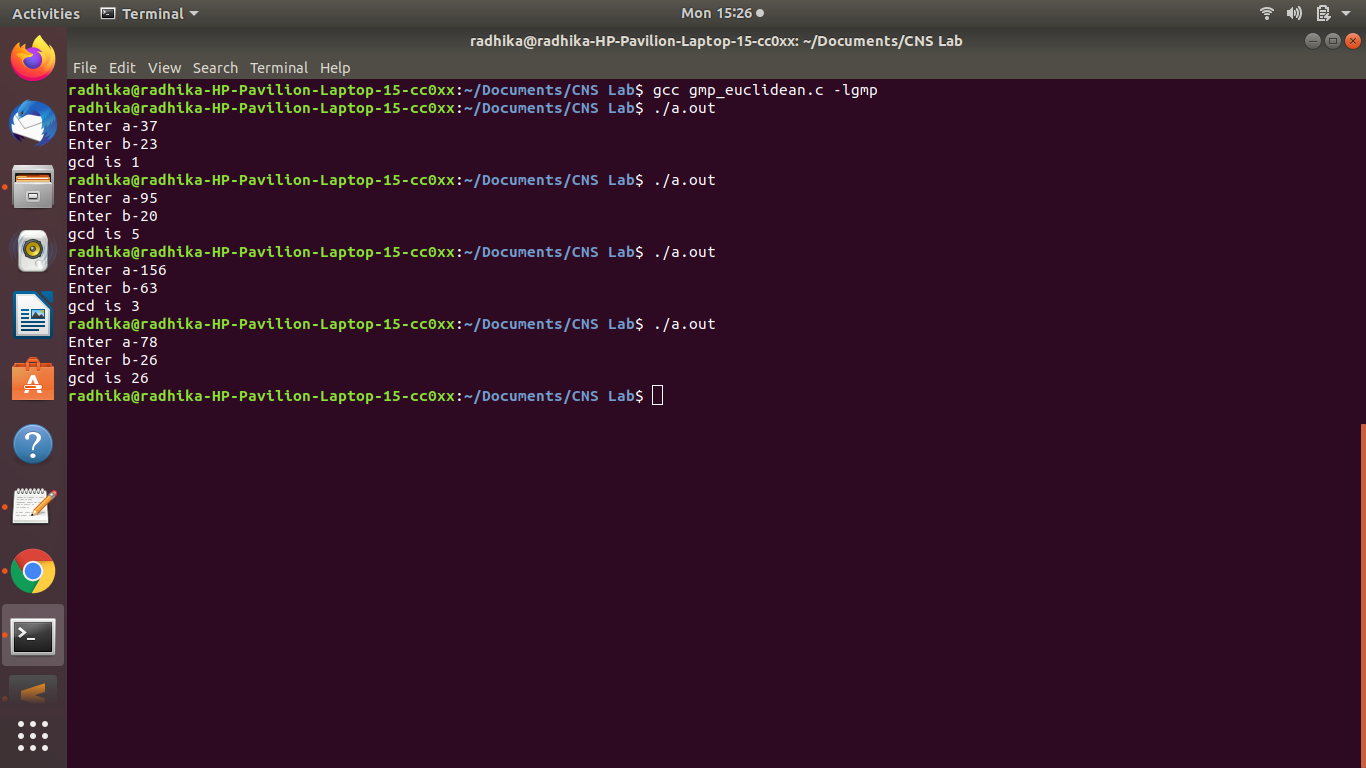 Activities Terminal Mon 15:26
radhika@radhika-HP-Pavilion-Laptop-15-cc0xx: ~/Documents/CNS Lab
File Edit View Search Terminal Help
radhika@radhika-HP-Pavilion-Laptop-15-cc0xx:~/Documents/CNS Lab$ gcc gmp_euclidean.c -lgmp
radhika@radhika-HP-Pavilion-Laptop-15-cc0xx:~/Documents/CNS Lab$ ./a.out
Enter a-37
Enter b-23
gcd is 1
radhika@radhika-HP-Pavilion-Laptop-15-cc0xx:~/Documents/CNS Lab$ ./a.out
Enter a-95
Enter b-20
gcd is 5
radhika@radhika-HP-Pavilion-Laptop-15-cc0xx:~/Documents/CNS Lab$ ./a.out
Enter a-156
Enter b-63
gcd is 3
radhika@radhika-HP-Pavilion-Laptop-15-cc0xx:~/Documents/CNS Lab$ ./a.out
Enter a-78
Enter b-26
gcd is 26
radhika@radhika-HP-Pavilion-Laptop-15-cc0xx:~/Documents/CNS Lab$